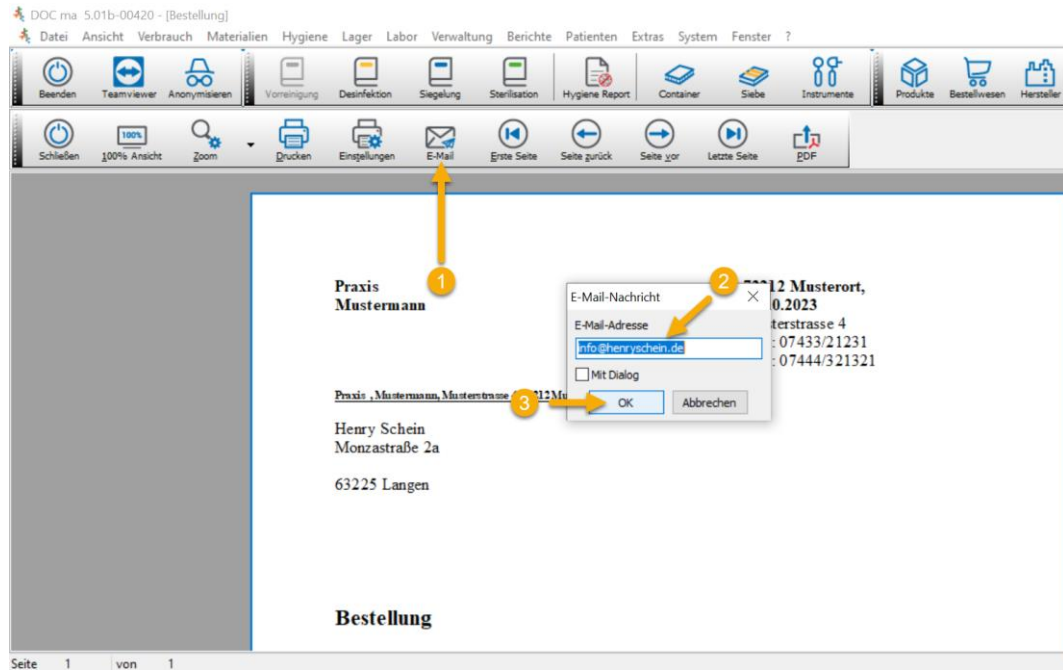 DOC ma 5.01b-00420 - [Bestellung]
Datei Ansicht Verbrauch Materialien Hygiene Lager Labor Verwaltung Berichte Patienten Extras System Fenster ?
Beenden Teamviewer Anonymisieren Vorreinigung Desinfektion Siegelung Sterilisation Hygiene Report Container Siebe Instrumente Produkte Bestellwesen Hersteller
100%
Schließen 100% Ansicht Zoom Drucken Einstellungen E-Mail Erste Seite Seite zurück Seite vor Letzte Seite PDF
1
2
3
Praxis
Mustermann
12 Musterort,
0.2023
terstrasse 4
: 07433/21231
: 07444/321321
E-Mail-Nachricht
E-Mail-Adresse
info@henryschein.de
Mit Dialog
OK Abbrechen
Praxis , Mustermann, Musterstrasse
Henry Schein
Monzastraße 2a
63225 Langen
Bestellung
Seite 1 von 1